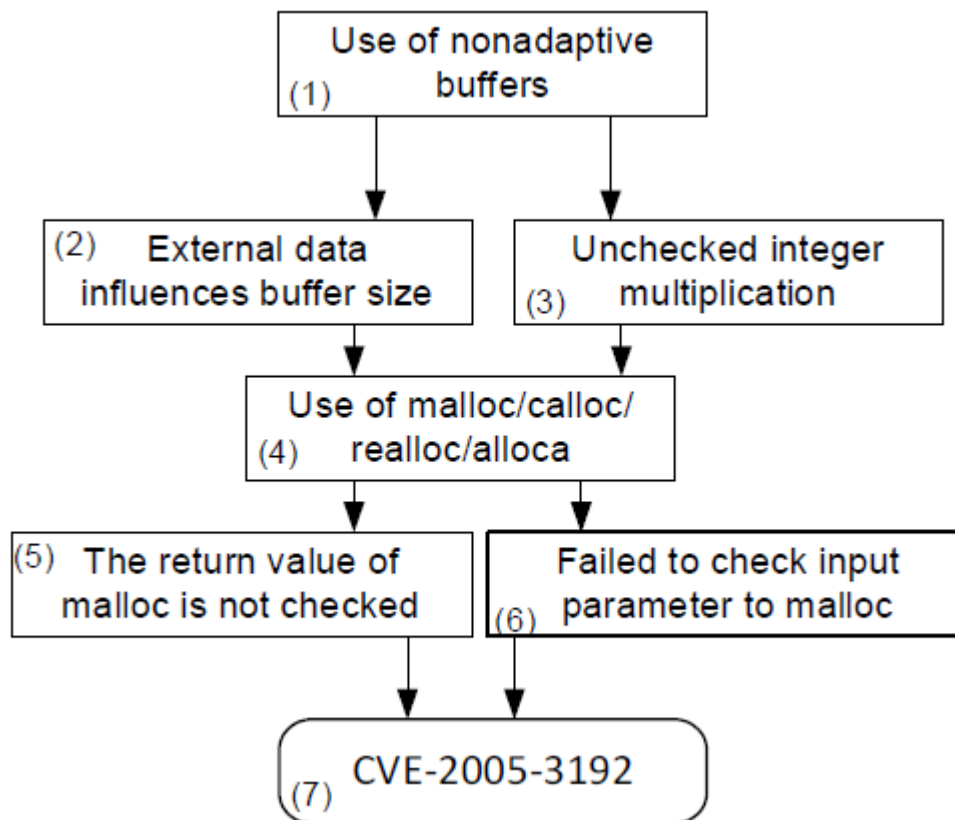 Use of nonadaptive
buffers
(1)
(2)
External data
influences buffer size
Unchecked integer
multiplication
(3)
Use of malloc/calloc/
realloc/alloca
(4)
(5)
The return value of
malloc is not checked
Failed to check input
parameter to malloc
(6)
CVE-2005-3192
(7)